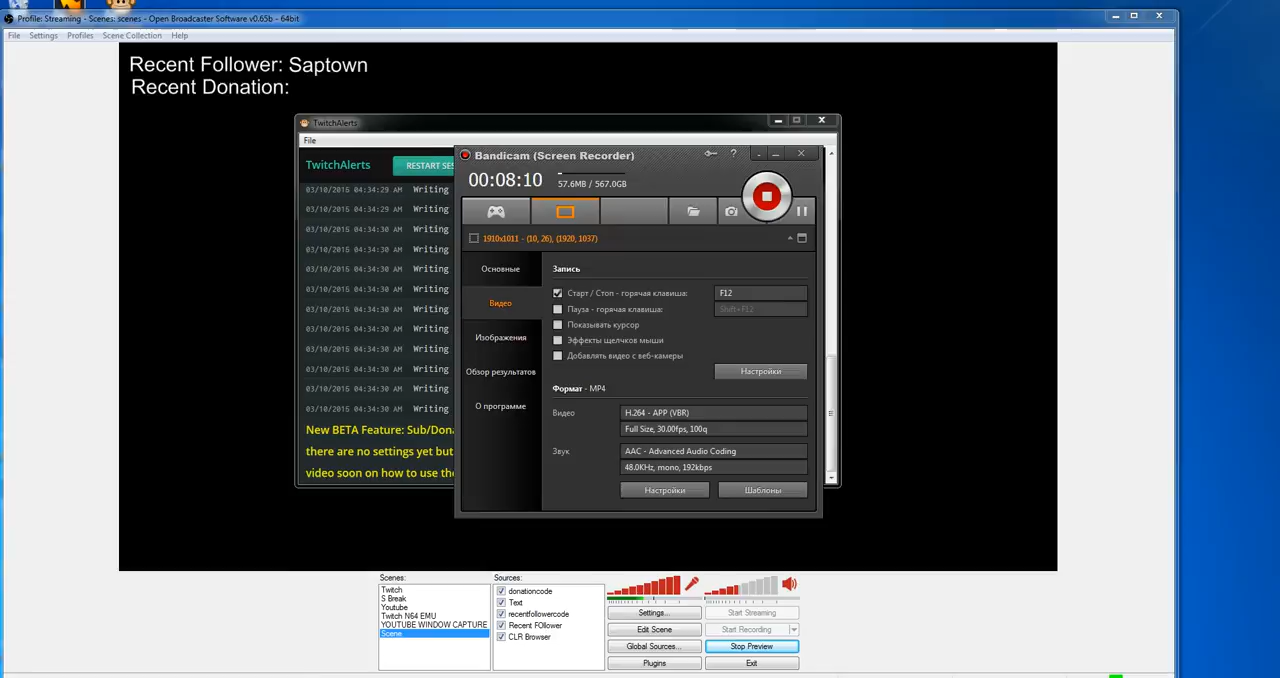 Profile: Streaming - Scenes: scenes - Open Broadcaster Software v0.65b - 64bit
File Settings Profiles Scene Collection Help
Recent Follower: Saptown
Recent Donation:
TwitchAlerts
File
TwitchAlerts
RESTART SES
03/10/2015 04:34:29 AM Writing
03/10/2015 04:34:29 AM Writing
03/10/2015 04:34:30 AM Writing
03/10/2015 04:34:30 AM Writing
03/10/2015 04:34:30 AM Writing
03/10/2015 04:34:30 AM Writing
03/10/2015 04:34:30 AM Writing
03/10/2015 04:34:30 AM Writing
03/10/2015 04:34:30 AM Writing
03/10/2015 04:34:30 AM Writing
03/10/2015 04:34:30 AM Writing
03/10/2015 04:34:30 AM Writing
New BETA Feature: Sub/Dona
there are no settings yet but
video soon on how to use the
Bandicam (Screen Recorder)
00:08:10
57.6MB / 567.0GB
1910x1011 - (10, 26), (1920, 1037)
Основные
Видео
Изображения
Обзор результатов
О программе
Запись
Старт / Стоп - горячая клавиша: F12
Пауза - горячая клавиша: Shift+F12
Показывать курсор
Эффекты щелчков мыши
Добавлять видео с веб-камеры
Настройки
Формат - MP4
Видео H.264 - APP (VBR)
Full Size, 30.00fps, 100q
Звук AAC - Advanced Audio Coding
48.0KHz, mono, 192kbps
Настройки Шаблоны
Scenes:
Twitch
S Break
Youtube
Twitch N64 EMU
YOUTUBE WINDOW CAPTURE
Scene
Sources:
donationcode
Text
recentfollowercode
Recent FOllower
CLR Browser
Settings... Start Streaming
Edit Scene Start Recording
Global Sources... Stop Preview
Plugins Exit